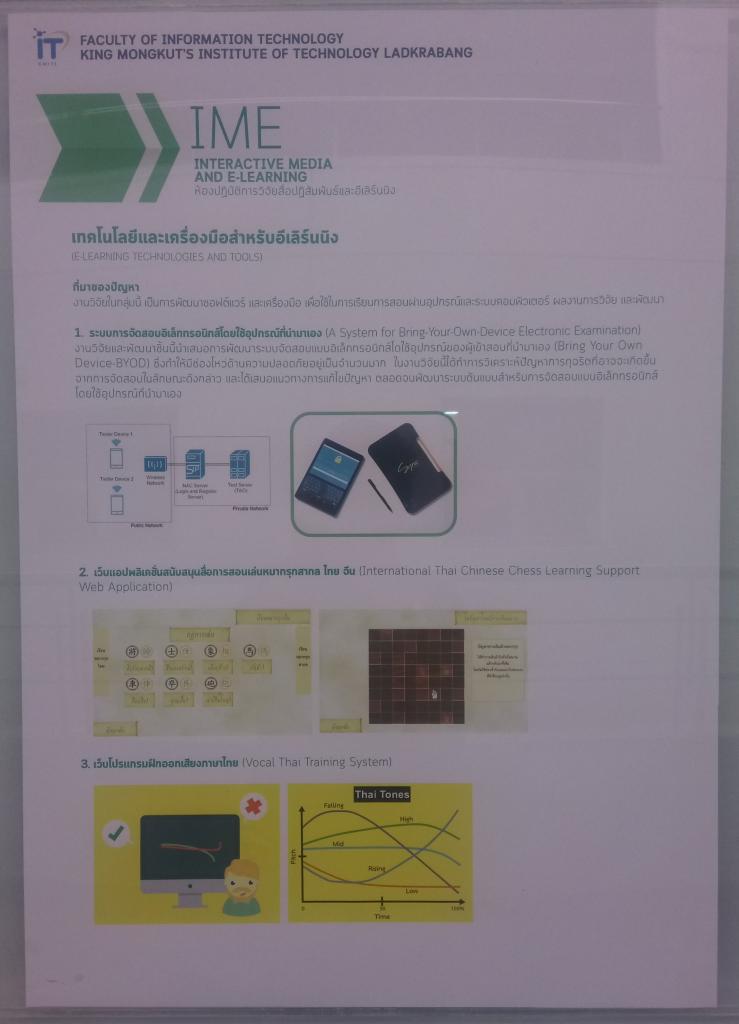 iT
KMITL
FACULTY OF INFORMATION TECHNOLOGY
KING MONGKUT'S INSTITUTE OF TECHNOLOGY LADKRABANG
IME
INTERACTIVE MEDIA
AND E-LEARNING
ห้องปฏิบัติการวิจัยสื่อปฏิสัมพันธ์และอีเลิร์นนิง
เทคโนโลยีและเครื่องมือสำหรับอีเลิร์นนิง
(E-LEARNING TECHNOLOGIES AND TOOLS)
ที่มาของปัญหา
งานวิจัยในกลุ่มนี้ เป็นการพัฒนาซอฟต์แวร์ และเครื่องมือ เพื่อใช้ในการเรียนการสอนผ่านอุปกรณ์และระบบคอมพิวเตอร์ ผลงานการวิจัย และพัฒนา
1. ระบบการจัดสอบอิเล็กทรอนิกส์โดยใช้อุปกรณ์ที่นำมาเอง (A System for Bring-Your-Own-Device Electronic Examination)
งานวิจัยและพัฒนาชิ้นนี้นำเสนอการพัฒนาระบบจัดสอบแบบอิเล็กทรอนิกส์โดใช้อุปกรณ์ของผู้เข้าสอบที่นำมาเอง (Bring Your Own
Device-BYOD) ซึ่งทำให้มีช่องโหว่ด้านความปลอดภัยอยู่เป็นจำนวนมาก ในงานวิจัยนี้ได้ทำการวิเคราะห์ปัญหาการทุจริตที่อาจจะเกิดขึ้น
จากการจัดสอบในลักษณะดังกล่าว และได้เสนอแนวทางการแก้ไขปัญหา ตลอดจนพัฒนาระบบต้นแบบสำหรับการจัดสอบแบบอิเล็กทรอนิกส์
โดยใช้อุปกรณ์ที่นำมาเอง
Tester Device 1
Tester Device 2
Wireless
Network
NAC Server
(Login and Register
Server)
Test Server
(TAO)
Private Network
Public Network
2. เว็บแอปพลิเคชั่นสนับสนุนสื่อการสอนเล่นหมากรุกสากล ไทย จีน (International Thai Chinese Chess Learning Support
Web Application)
กฎการเล่น
將 士 象 馬
車 卒 炮
3. เว็บโปรแกรมฝึกออกเสียงภาษาไทย (Vocal Thai Training System)
Thai Tones
Falling
High
Mid
Rising
Low
Pitch
0
50
100%
Time